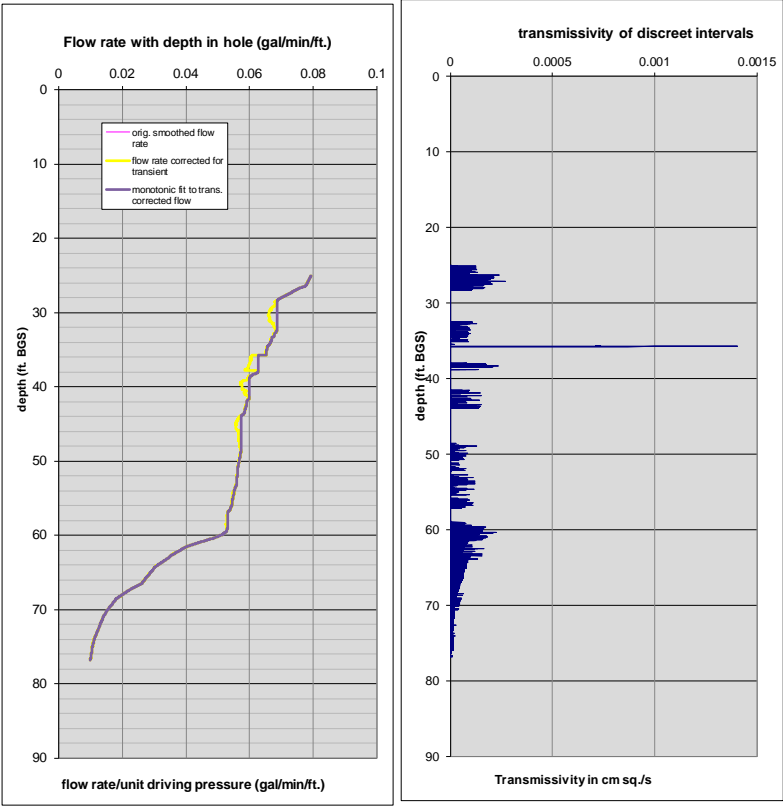 Flow rate with depth in hole (gal/min/ft.)
0 0.02 0.04 0.06 0.08 0.1
0
10
20
30
40
50
60
70
80
90
depth (ft. BGS)
orig. smoothed flow
rate
flow rate corrected for
transient
monotonic fit to trans.
corrected flow
flow rate/unit driving pressure (gal/min/ft.)
transmissivity of discreet intervals
0 0.0005 0.001 0.0015
0
10
20
30
40
50
60
70
80
90
depth (ft. BGS)
Transmissivity in cm sq./s